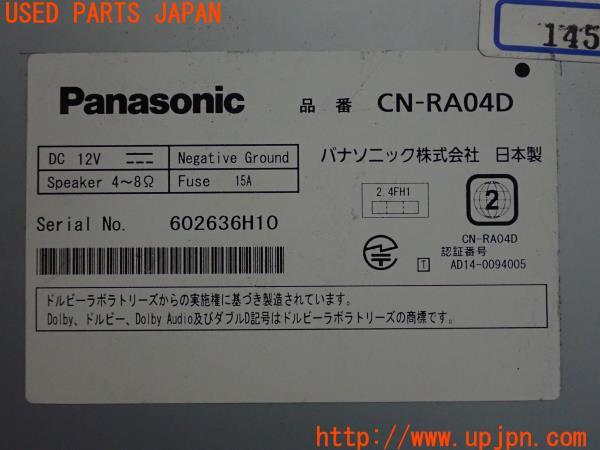 USED PARTS JAPAN
145
Panasonic 品番 CN-RA04D
DC 12V Negative Ground
Speaker 4~8Ω Fuse 15A
パナソニック株式会社 日本製
2.4FH1
2
Serial No. 602636H10
CN-RA04D
認証番号
T AD14-0094005
ドルビーラボラトリーズからの実施権に基づき製造されています。
Dolby、ドルビー、Dolby Audio及びダブルD記号はドルビーラボラトリーズの商標です。
http://www.upjpn.com/